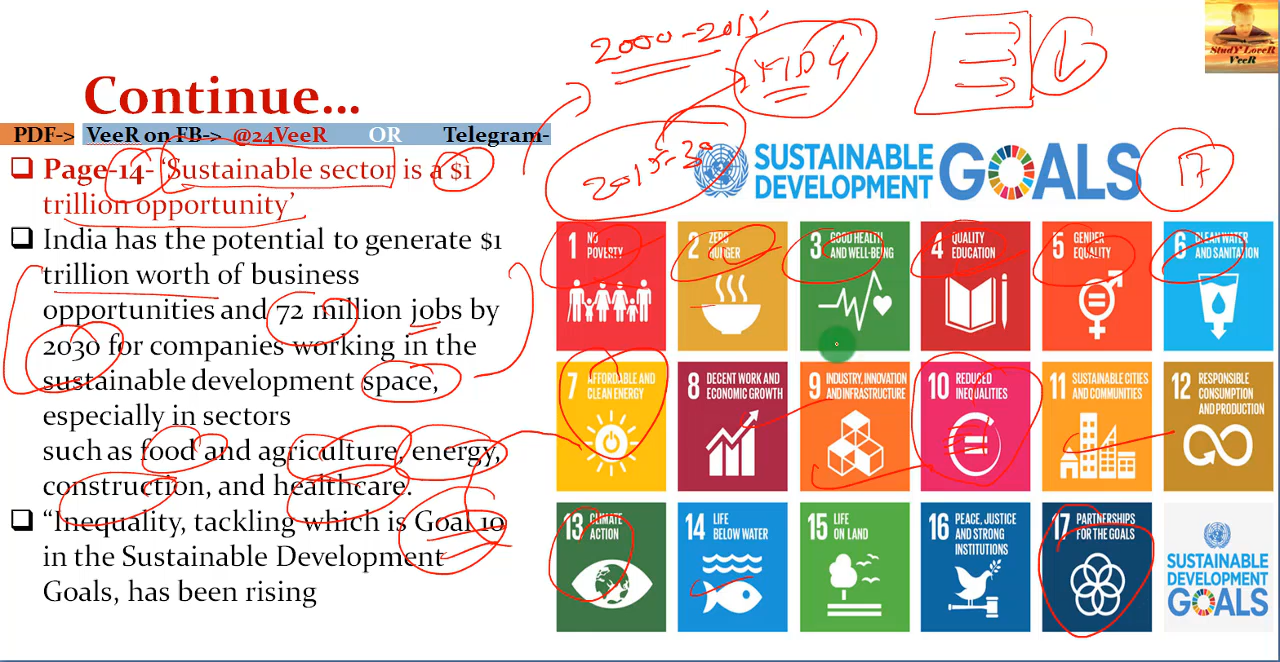 Continue...
PDF-> VeeR on FB-> @24VeeR OR Telegram-
❑ Page-14- ‘Sustainable sector is a $1
trillion opportunity’
❑ India has the potential to generate $1
trillion worth of business
opportunities and 72 million jobs by
2030 for companies working in the
sustainable development space,
especially in sectors
such as food and agriculture, energy,
construction, and healthcare.
❑ “Inequality, tackling which is Goal 10
in the Sustainable Development
Goals, has been rising
2000-2015
2015-30
17
StudY LoveR
VeeR
SUSTAINABLE
DEVELOPMENT
GOALS
1 NO
POVERTY
2 ZERO
HUNGER
3 GOOD HEALTH
AND WELL-BEING
4 QUALITY
EDUCATION
5 GENDER
EQUALITY
6 CLEAN WATER
AND SANITATION
7 AFFORDABLE AND
CLEAN ENERGY
8 DECENT WORK AND
ECONOMIC GROWTH
9 INDUSTRY, INNOVATION
AND INFRASTRUCTURE
10 REDUCED
INEQUALITIES
11 SUSTAINABLE CITIES
AND COMMUNITIES
12 RESPONSIBLE
CONSUMPTION
AND PRODUCTION
13 CLIMATE
ACTION
14 LIFE
BELOW WATER
15 LIFE
ON LAND
16 PEACE, JUSTICE
AND STRONG
INSTITUTIONS
17 PARTNERSHIPS
FOR THE GOALS
SUSTAINABLE
DEVELOPMENT
GOALS